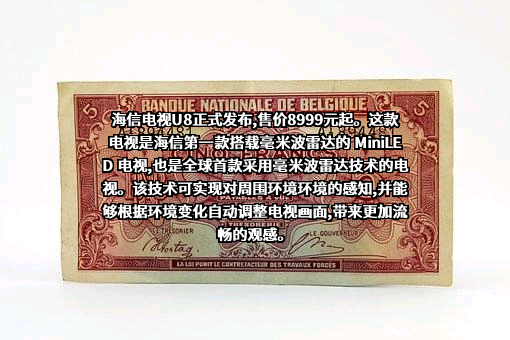 BANQUE NATIONALE DE BELGIQUE
5
5
海信电视U8正式发布,售价8999元起。这款
电视是海信第一款搭载毫米波雷达的 MiniLE
D 电视,也是全球首款采用毫米波雷达技术的电
视。该技术可实现对周围环境环境的感知,并能
够根据环境变化自动调整电视画面,带来更加流
畅的观感。
LE TRÉSORIER
TRÉSORERIE
LE GOUVERNEUR
LA LOI PUNIT LE CONTREFACTEUR DES TRAVAUX FORCÉS